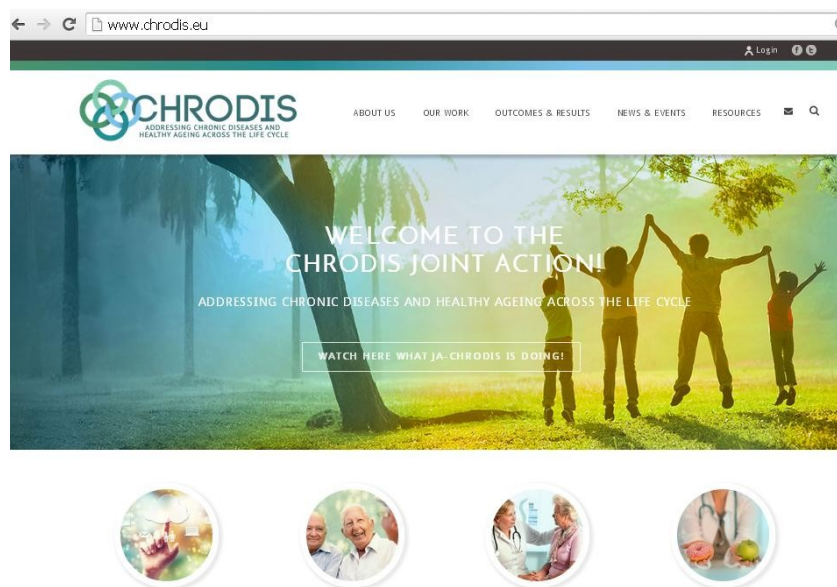 www.chrodis.eu
Login
CHRODIS
ADDRESSING CHRONIC DISEASES AND
HEALTHY AGEING ACROSS THE LIFE CYCLE
ABOUT US OUR WORK OUTCOMES & RESULTS NEWS & EVENTS RESOURCES
WELCOME TO THE
CHRODIS JOINT ACTION!
ADDRESSING CHRONIC DISEASES AND HEALTHY AGEING ACROSS THE LIFE CYCLE
WATCH HERE WHAT JA-CHRODIS IS DOING!